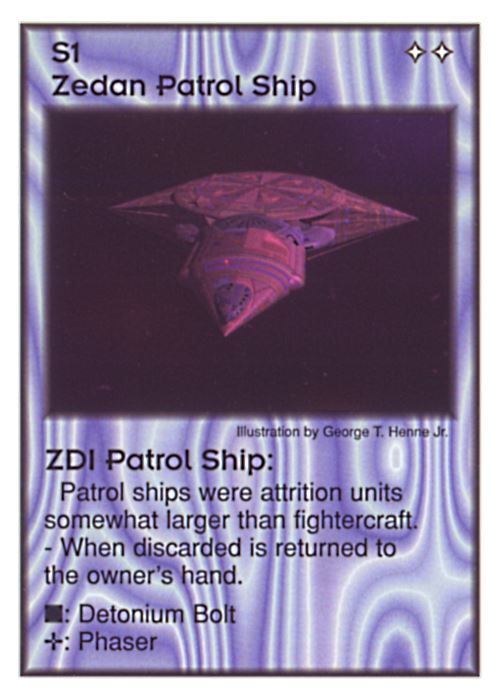 S1
Zedan Patrol Ship
Illustration by George T. Henne Jr.
ZDI Patrol Ship:
Patrol ships were attrition units
somewhat larger than fightercraft.
- When discarded is returned to
the owner's hand.
■: Detonium Bolt
✛: Phaser